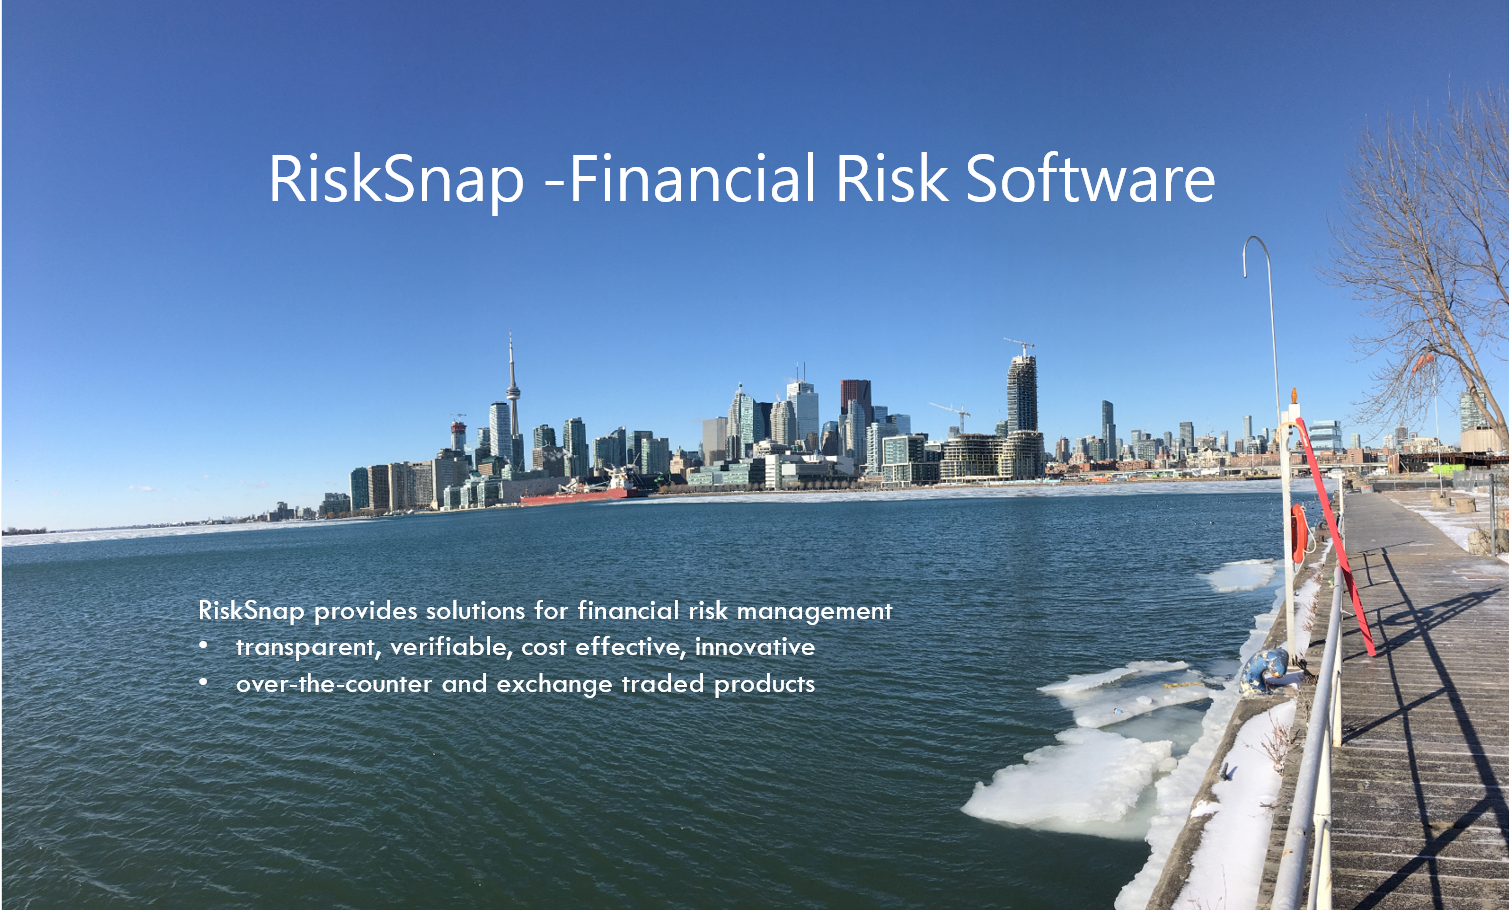 RiskSnap -Financial Risk Software
RiskSnap provides solutions for financial risk management
• transparent, verifiable, cost effective, innovative
• over-the-counter and exchange traded products